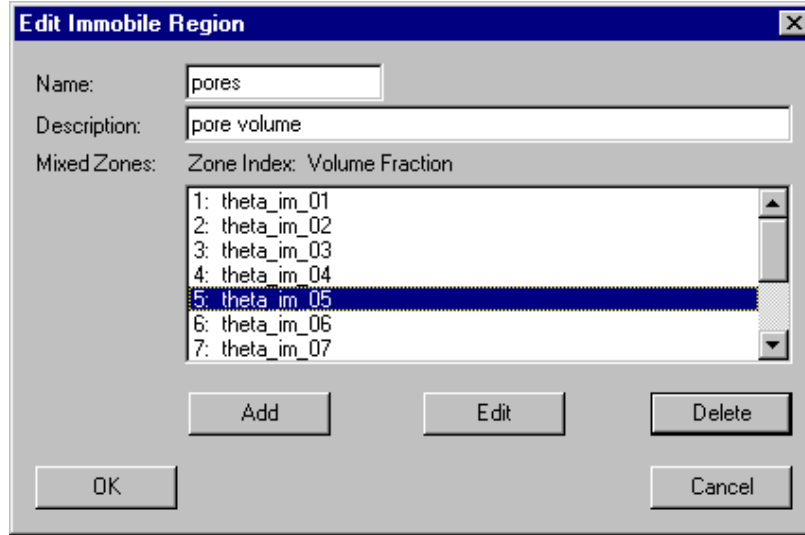 Edit Immobile Region
Name: pores
Description: pore volume
Mixed Zones: Zone Index: Volume Fraction
1: theta_im_01
2: theta_im_02
3: theta_im_03
4: theta_im_04
5: theta_im_05
6: theta_im_06
7: theta_im_07
Add Edit Delete
OK Cancel